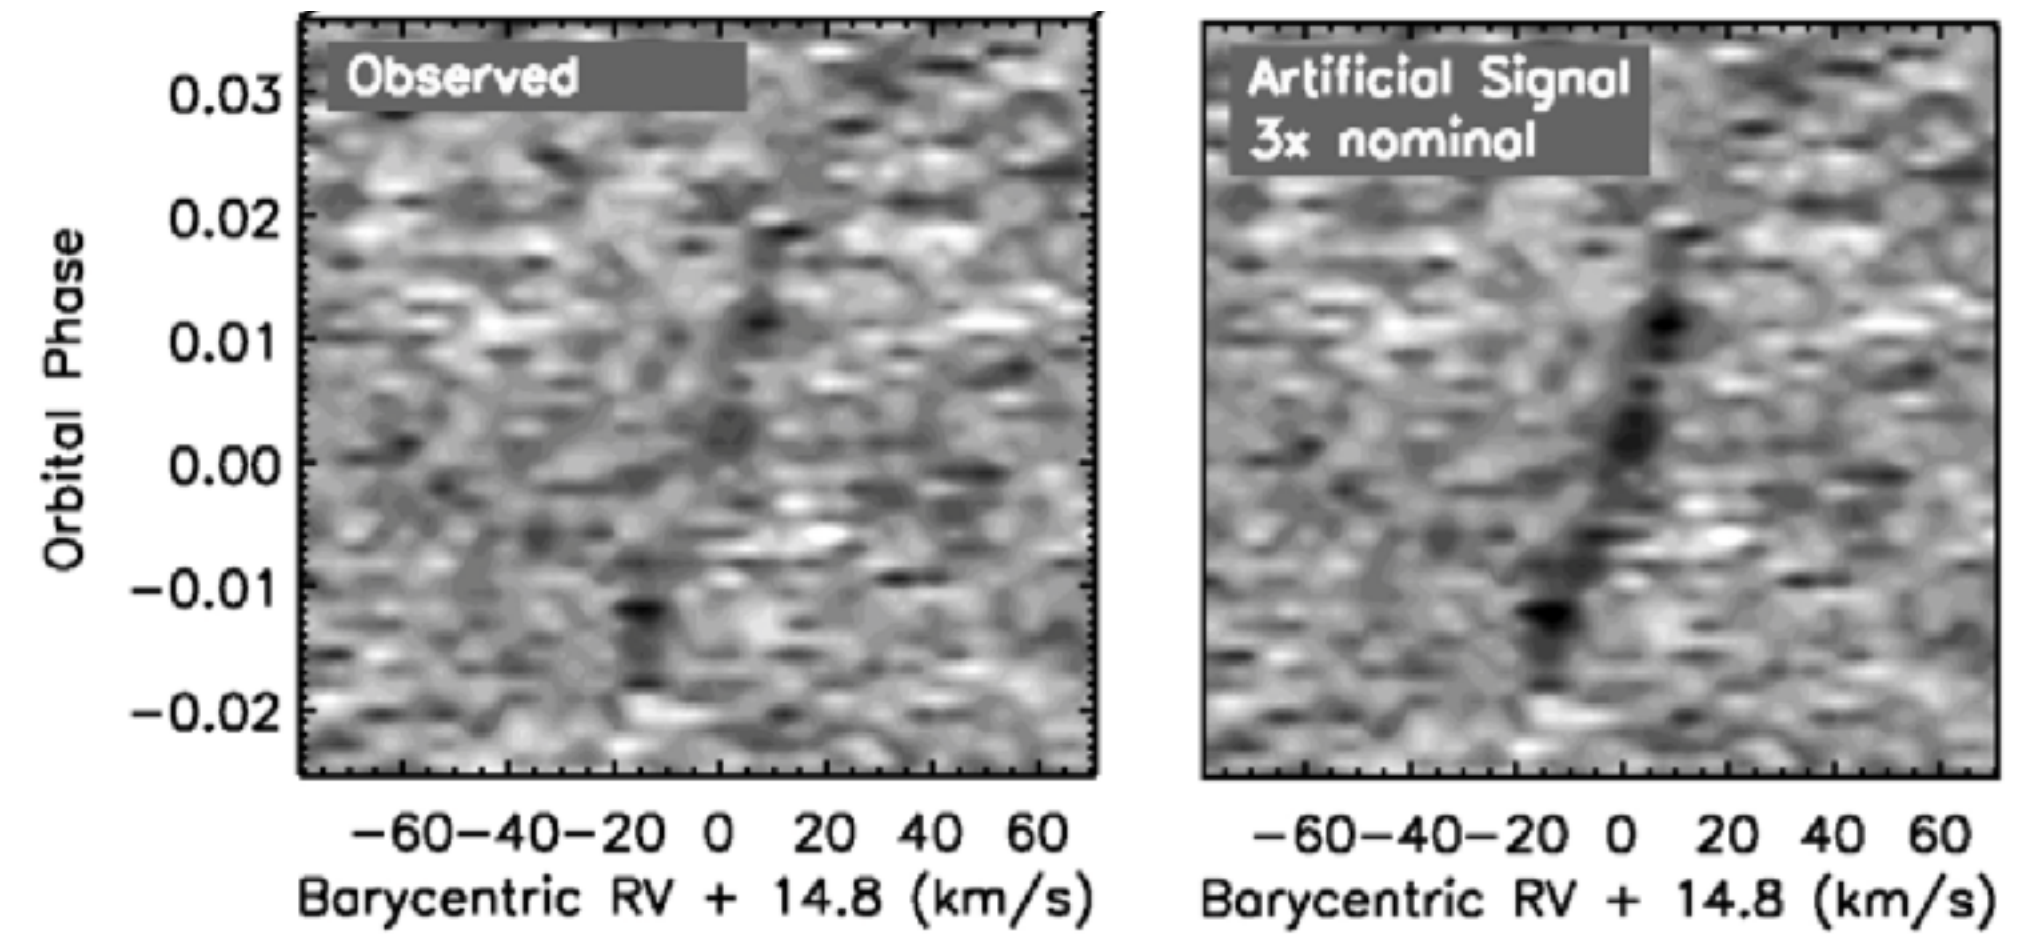 Observed
Artificial Signal
3x nominal
Orbital Phase
0.03
0.02
0.01
0.00
−0.01
−0.02
−60 −40 −20 0 20 40 60
−60 −40 −20 0 20 40 60
Barycentric RV + 14.8 (km/s)
Barycentric RV + 14.8 (km/s)